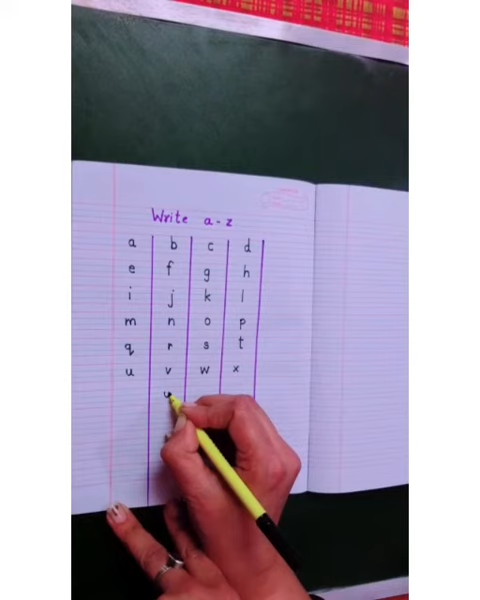 Write a-z
a b c d
e f g h
i j k l
m n o p
q r s t
u v w x